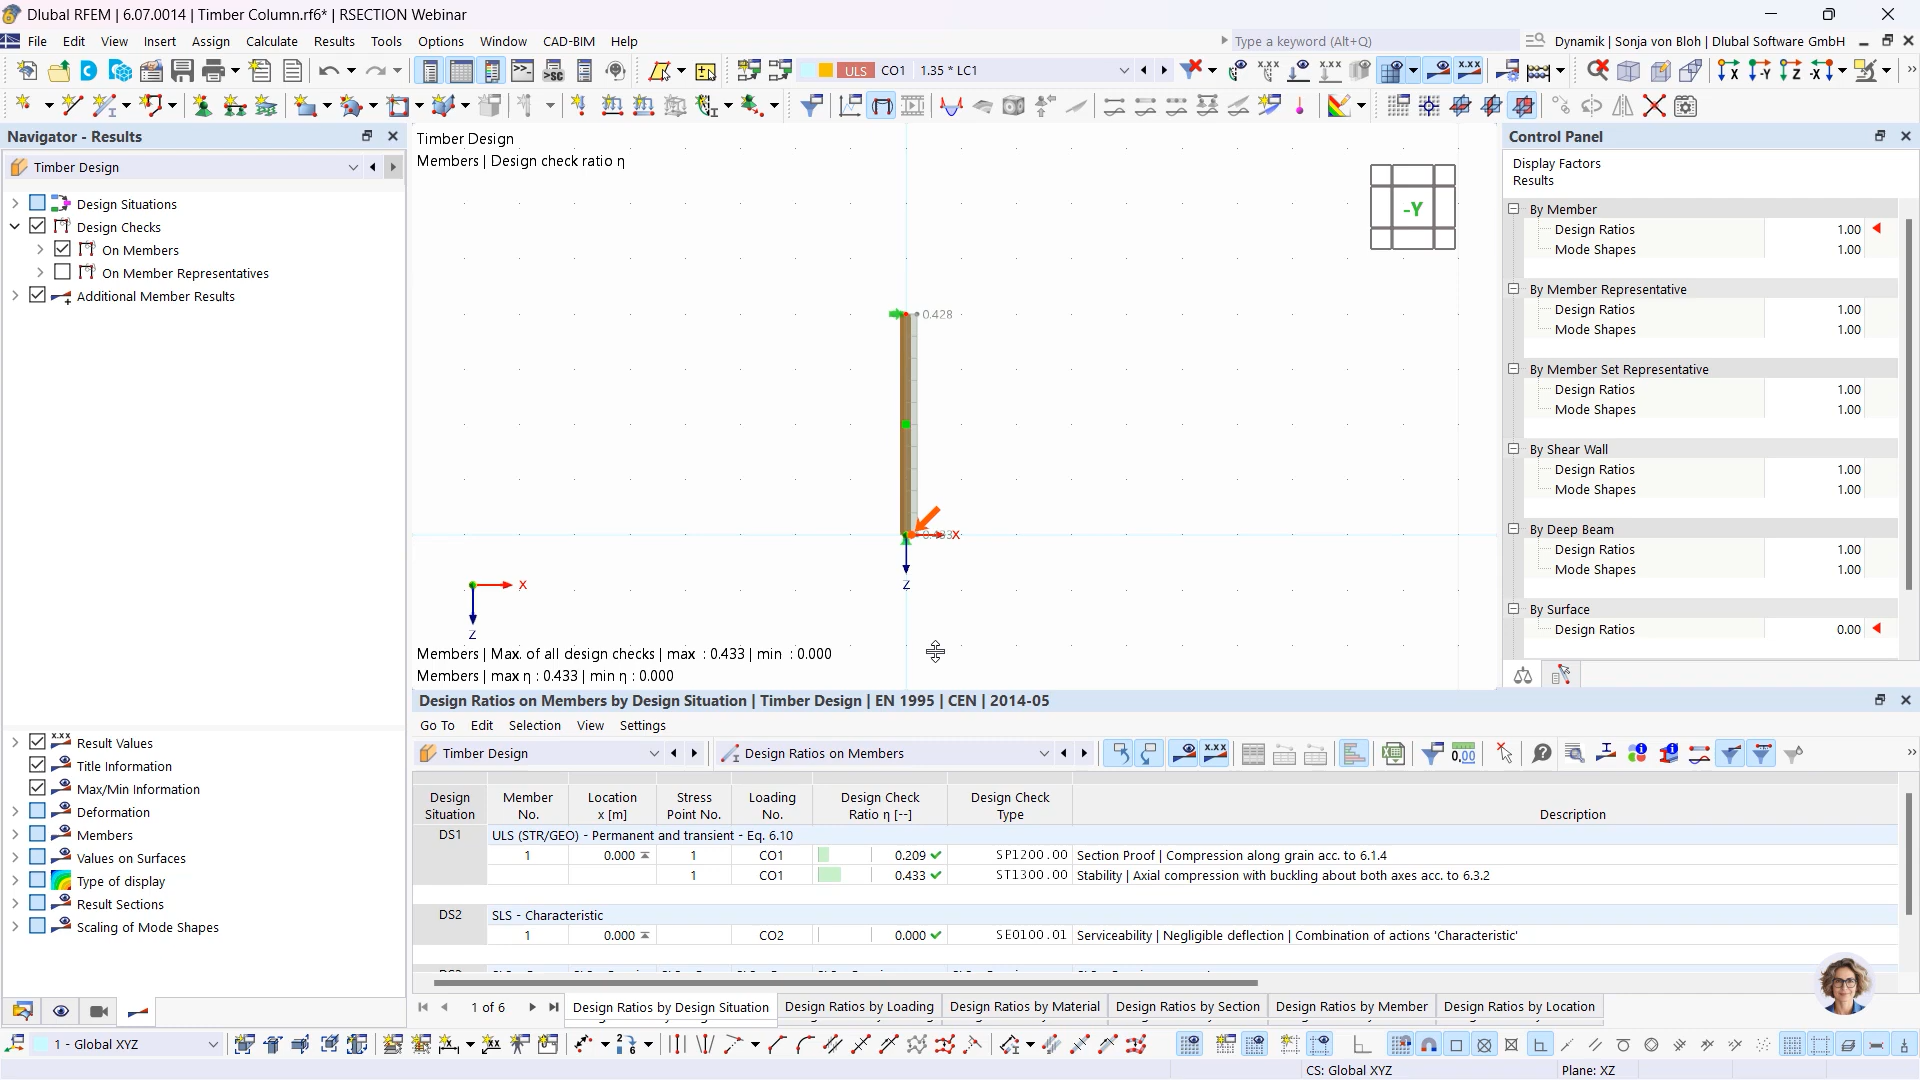 Dlubal RFEM | 6.07.0014 | Timber Column.rf6* | RSECTION Webinar
File Edit View Insert Assign Calculate Results Tools Options Window CAD-BIM Help
Type a keyword (Alt+Q)
Dynamik | Sonja von Bloh | Dlubal Software GmbH
ULS CO1 1.35 * LC1
Navigator - Results
Timber Design
Design Situations
Design Checks
On Members
On Member Representatives
Additional Member Results
Result Values
Title Information
Max/Min Information
Deformation
Members
Values on Surfaces
Type of display
Result Sections
Scaling of Mode Shapes
1 - Global XYZ
Timber Design
Members | Design check ratio η
-Y
0.428
X
Z
X
Z
Members | Max. of all design checks | max : 0.433 | min : 0.000
Members | max η : 0.433 | min η : 0.000
Control Panel
Display Factors
Results
By Member
Design Ratios 1.00
Mode Shapes 1.00
By Member Representative
Design Ratios 1.00
Mode Shapes 1.00
By Member Set Representative
Design Ratios 1.00
Mode Shapes 1.00
By Shear Wall
Design Ratios 1.00
Mode Shapes 1.00
By Deep Beam
Design Ratios 1.00
Mode Shapes 1.00
By Surface
Design Ratios 0.00
Design Ratios on Members by Design Situation | Timber Design | EN 1995 | CEN | 2014-05
Go To Edit Selection View Settings
Timber Design
Design Ratios on Members
Design Situation
Member No.
Location x [m]
Stress Point No.
Loading No.
Design Check Ratio η [--]
Design Check Type
Description
DS1 ULS (STR/GEO) - Permanent and transient - Eq. 6.10
1 0.000 1 CO1 0.209 SP1200.00 Section Proof | Compression along grain acc. to 6.1.4
1 CO1 0.433 ST1300.00 Stability | Axial compression with buckling about both axes acc. to 6.3.2
DS2 SLS - Characteristic
1 0.000 CO2 0.000 SE0100.01 Serviceability | Negligible deflection | Combination of actions 'Characteristic'
1 of 6
Design Ratios by Design Situation
Design Ratios by Loading
Design Ratios by Material
Design Ratios by Section
Design Ratios by Member
Design Ratios by Location
CS: Global XYZ
Plane: XZ